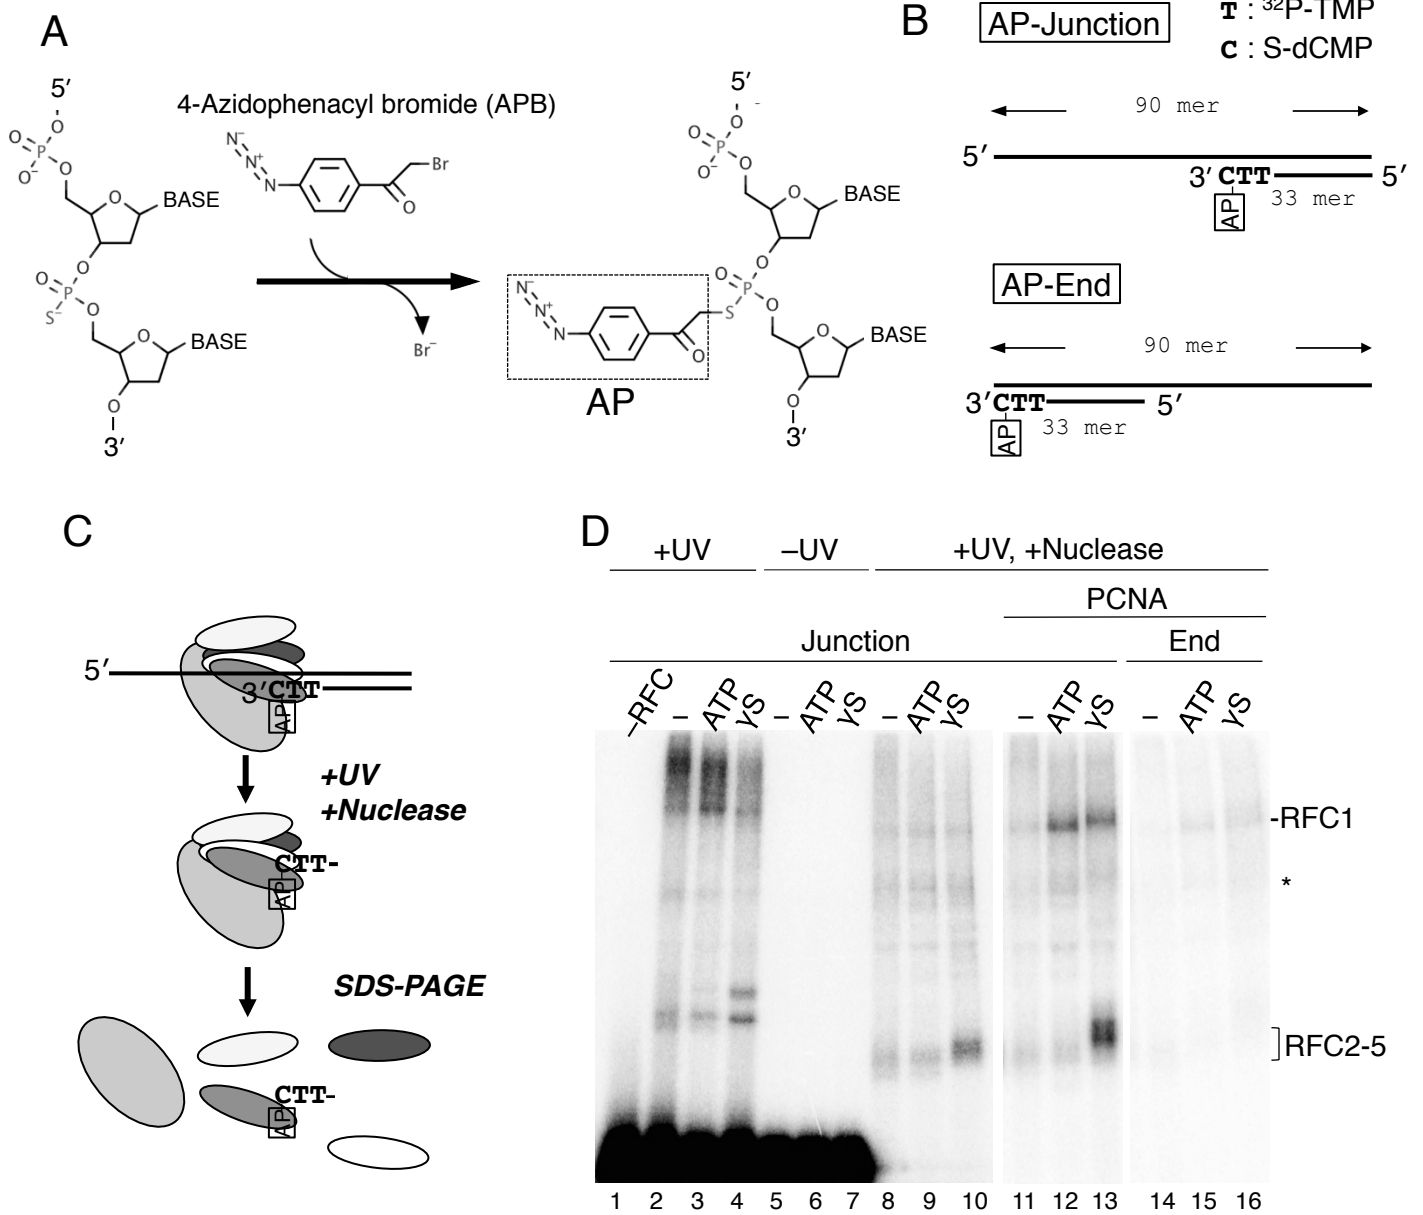 A
5′
4-Azidophenacyl bromide (APB)
5′
O
O
P
O⁻
O
O
BASE
N⁻
N⁺
N
Br
O
O
O
P
O⁻
O
O
BASE
O
O
P
S⁻
O
O
BASE
O
3′
Br⁻
O
O
P
S
O
O
BASE
O
3′
N⁻
N⁺
N
O
AP
B
AP-Junction
T : ³²P-TMP
C : S-dCMP
90 mer
5′
3′ CTT 5′
AP 33 mer
AP-End
90 mer
3′CTT 5′
AP 33 mer
C
5′
3′CTT
AP
+UV
+Nuclease
CTT-
AP
SDS-PAGE
CTT-
AP
D
+UV –UV +UV, +Nuclease
PCNA
Junction End
–RFC – ATP γS – ATP γS – ATP γS – ATP γS – ATP γS
-RFC1
*
RFC2-5
1 2 3 4 5 6 7 8 9 10 11 12 13 14 15 16